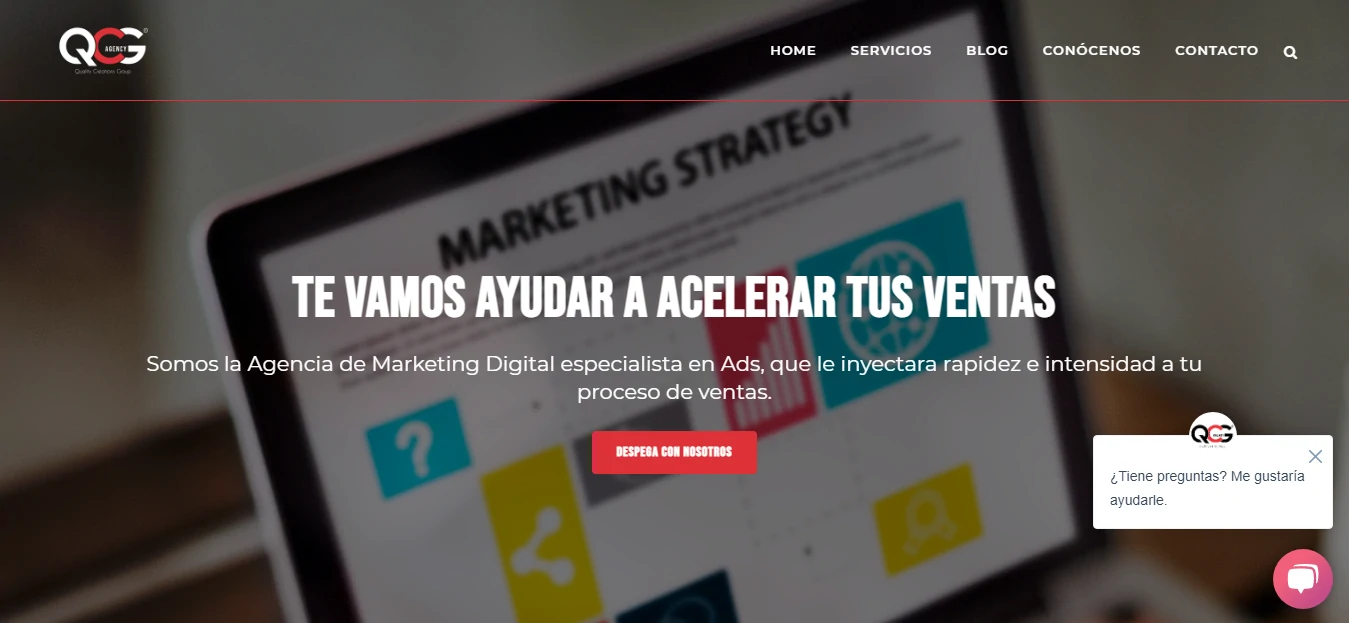 QCG
AGENCY
Quality Creations Group
HOME SERVICIOS BLOG CONÓCENOS CONTACTO
MARKETING STRATEGY
TE VAMOS AYUDAR A ACELERAR TUS VENTAS
Somos la Agencia de Marketing Digital especialista en Ads, que le inyectara rapidez e intensidad a tu
proceso de ventas.
DESPEGA CON NOSOTROS
QCG
¿Tiene preguntas? Me gustaría
ayudarle.